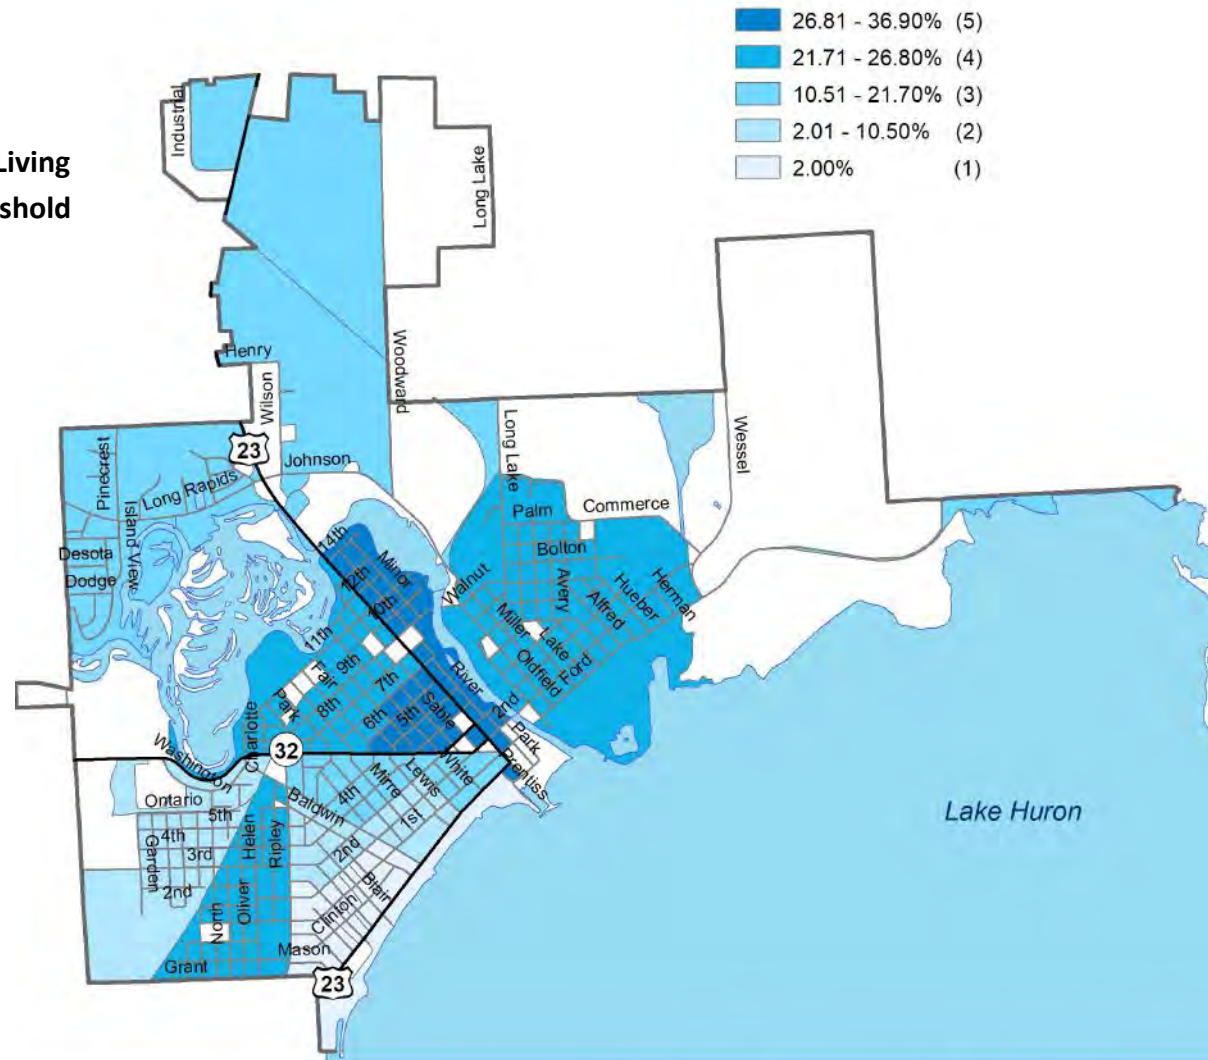 26.81 - 36.90% (5)
21.71 - 26.80% (4)
10.51 - 21.70% (3)
2.01 - 10.50% (2)
2.00% (1)
Living
shold
Industrial
Long Lake
Henry
Woodward
Wilson
23
Johnson
Long Lake
Wessel
Pinecrest
Long Rapids
Island View
Commerce
Palm
Bolton
Desota
Dodge
14th
Minor
12th
10th
Walnut
Avery
Alfred
Hueber
Herman
11th
9th
Fair
Park
8th
7th
6th
5th
Sable
River
2nd
Miller
Lake
Oldfield
Ford
Park
Prentiss
Charlotte
32
Washington
White
Lewis
Mirre
4th
1st
Baldwin
2nd
Ontario
5th
4th
3rd
Garden
2nd
Helen
Ripley
Oliver
North
Grant
Blair
Clinton
Mason
23
Lake Huron